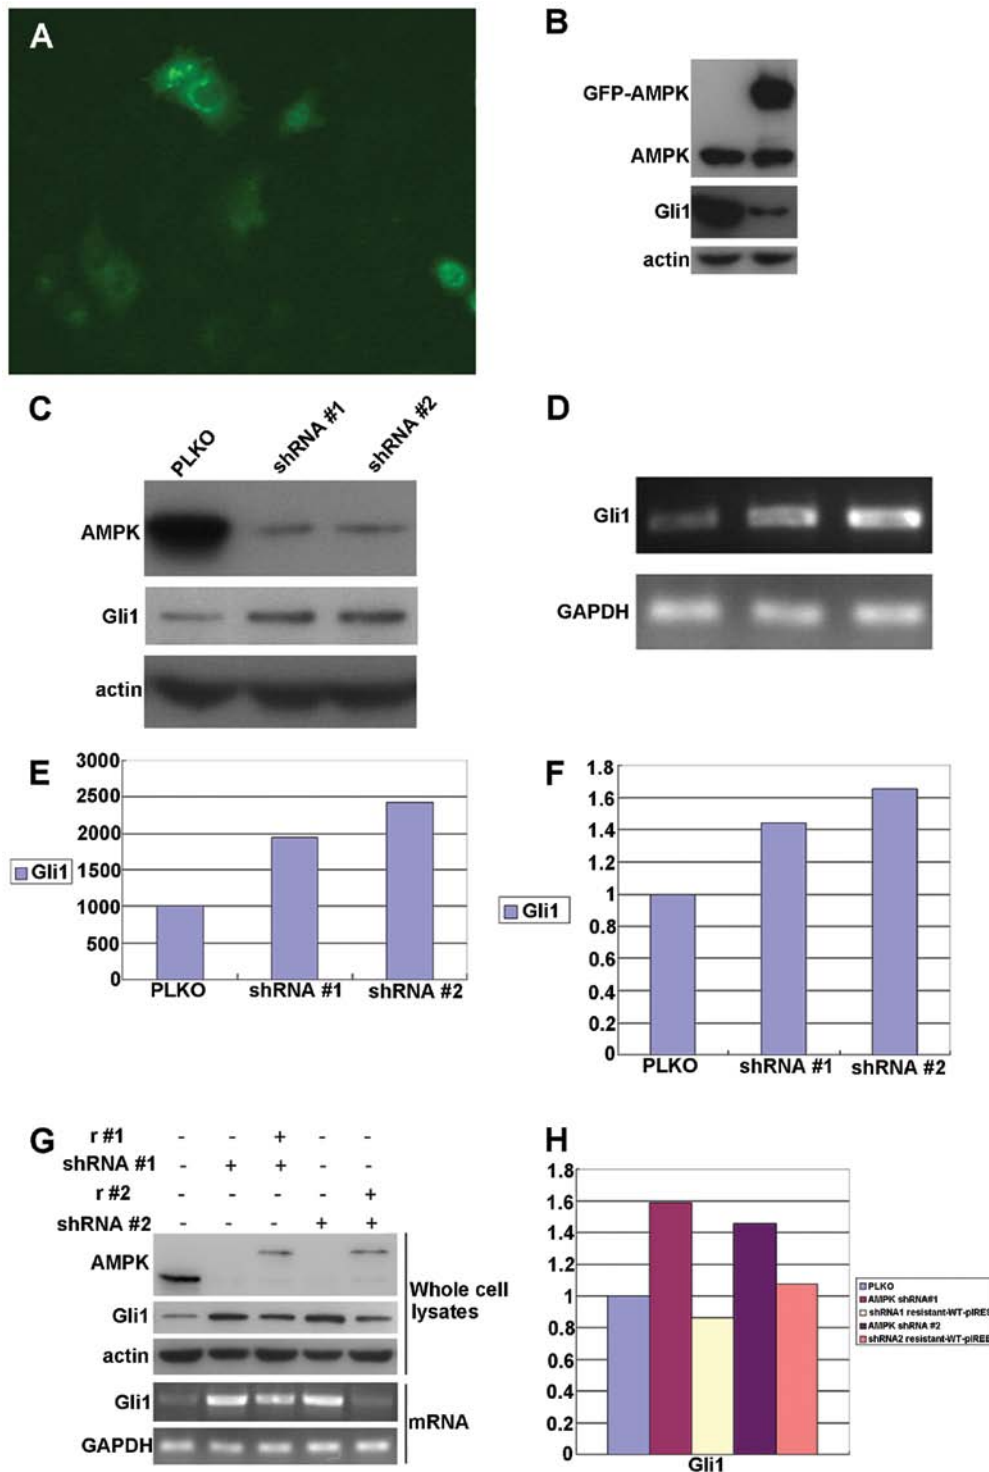 A
B
GFP-AMPK
AMPK
Gli1
actin
C
PLKO
shRNA #1
shRNA #2
AMPK
Gli1
actin
D
Gli1
GAPDH
E
3000
2500
2000
1500
1000
500
0
Gli1
PLKO
shRNA #1
shRNA #2
F
1.8
1.6
1.4
1.2
1
0.8
0.6
0.4
0.2
0
Gli1
PLKO
shRNA #1
shRNA #2
G
r #1 - - + - -
shRNA #1 - + + - -
r #2 - - - - +
shRNA #2 - - - + +
AMPK
Gli1
actin
Whole cell
lysates
Gli1
GAPDH
mRNA
H
1.8
1.6
1.4
1.2
1
0.8
0.6
0.4
0.2
0
Gli1
PLKO
AMPK shRNA#1
shRNA1
AMPK shRNA #2
shRNA2